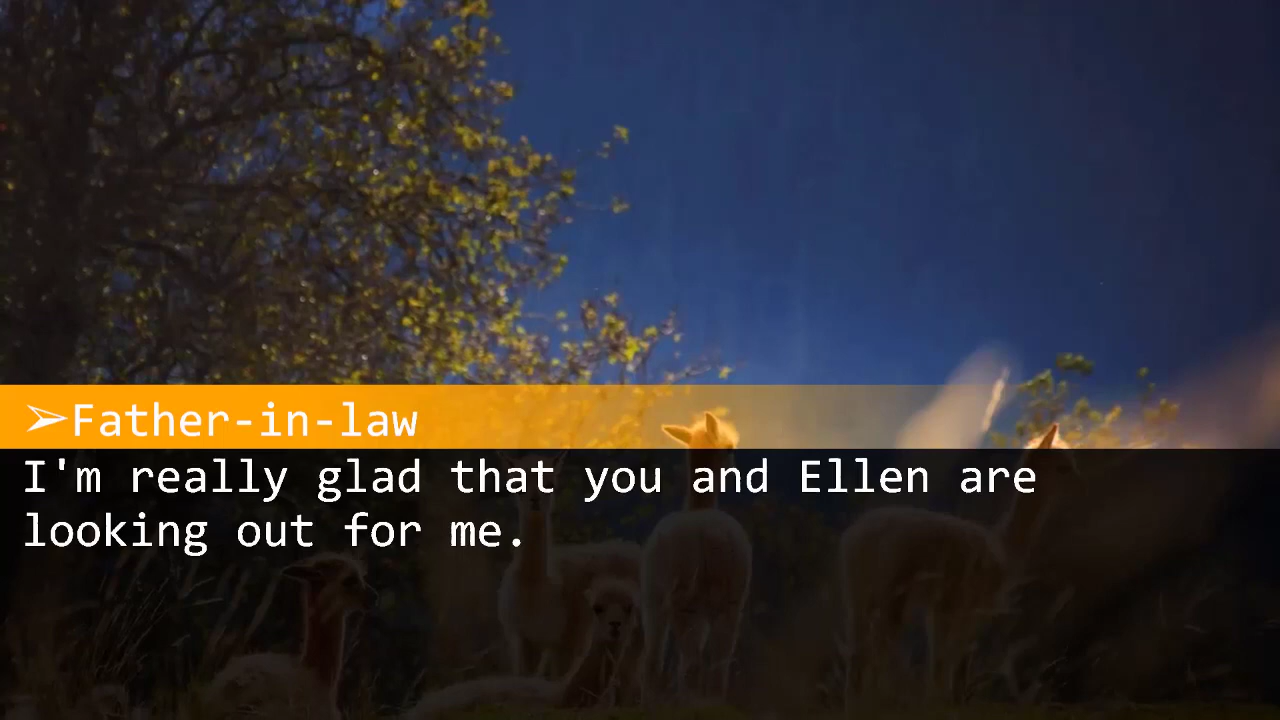 ➢Father-in-law
I'm really glad that you and Ellen are
looking out for me.